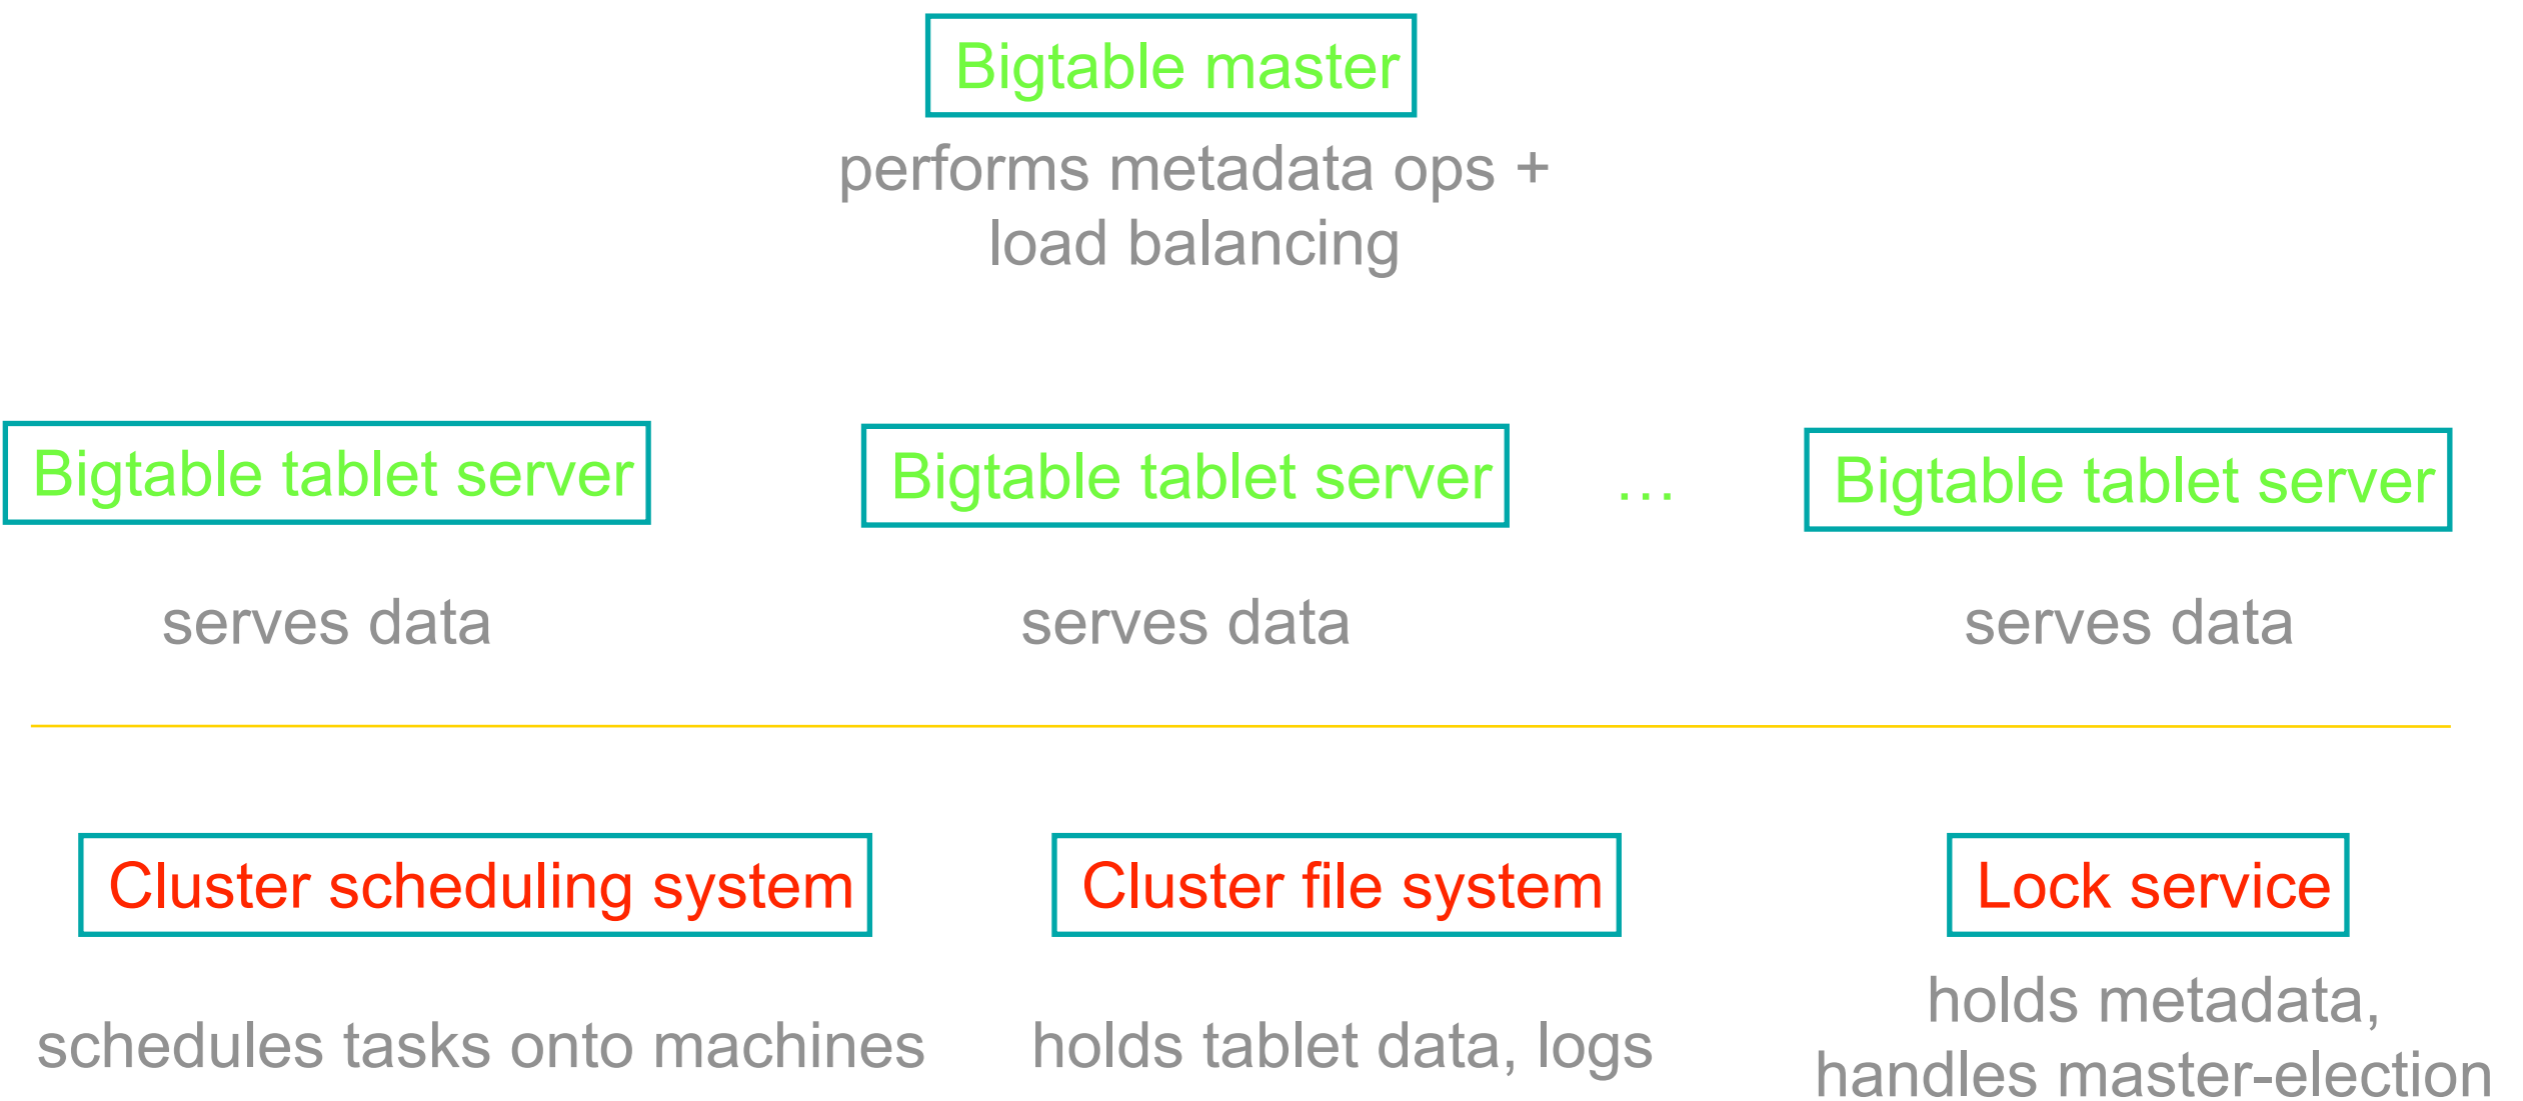 Bigtable master
performs metadata ops +
load balancing
Bigtable tablet server
Bigtable tablet server
…
Bigtable tablet server
serves data
serves data
serves data
Cluster scheduling system
Cluster file system
Lock service
schedules tasks onto machines
holds tablet data, logs
holds metadata,
handles master-election